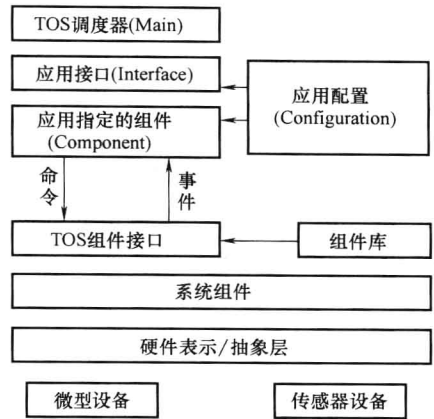 TOS调度器(Main)
应用接口(Interface)
应用配置
(Configuration)
应用指定的组件
(Component)
命令
事件
TOS组件接口
组件库
系统组件
硬件表示/抽象层
微型设备
传感器设备